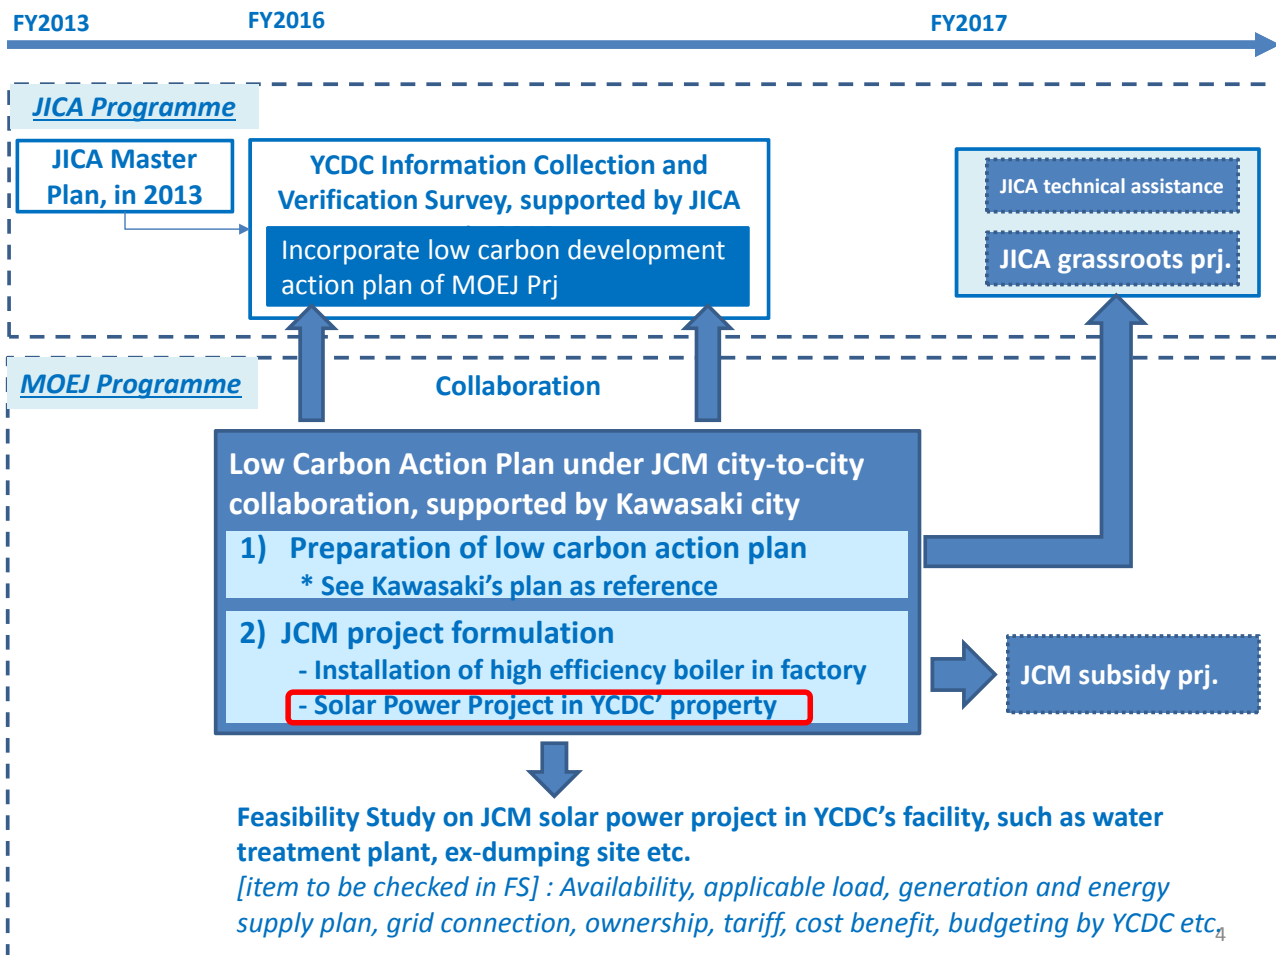 FY2013
FY2016
FY2017
JICA Programme
JICA Master
Plan, in 2013
YCDC Information Collection and
Verification Survey, supported by JICA
Incorporate low carbon development
action plan of MOEJ Prj
JICA technical assistance
JICA grassroots prj.
MOEJ Programme
Collaboration
Low Carbon Action Plan under JCM city-to-city
collaboration, supported by Kawasaki city
1) Preparation of low carbon action plan
* See Kawasaki's plan as reference
2) JCM project formulation
- Installation of high efficiency boiler in factory
- Solar Power Project in YCDC' property
JCM subsidy prj.
Feasibility Study on JCM solar power project in YCDC's facility, such as water
treatment plant, ex-dumping site etc.
[item to be checked in FS] : Availability, applicable load, generation and energy
supply plan, grid connection, ownership, tariff, cost benefit, budgeting by YCDC etc.
4